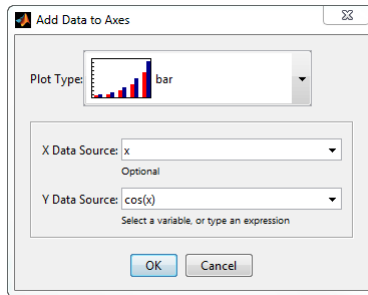 Add Data to Axes
Plot Type: bar
X Data Source: x
Optional
Y Data Source: cos(x)
Select a variable, or type an expression
OK Cancel